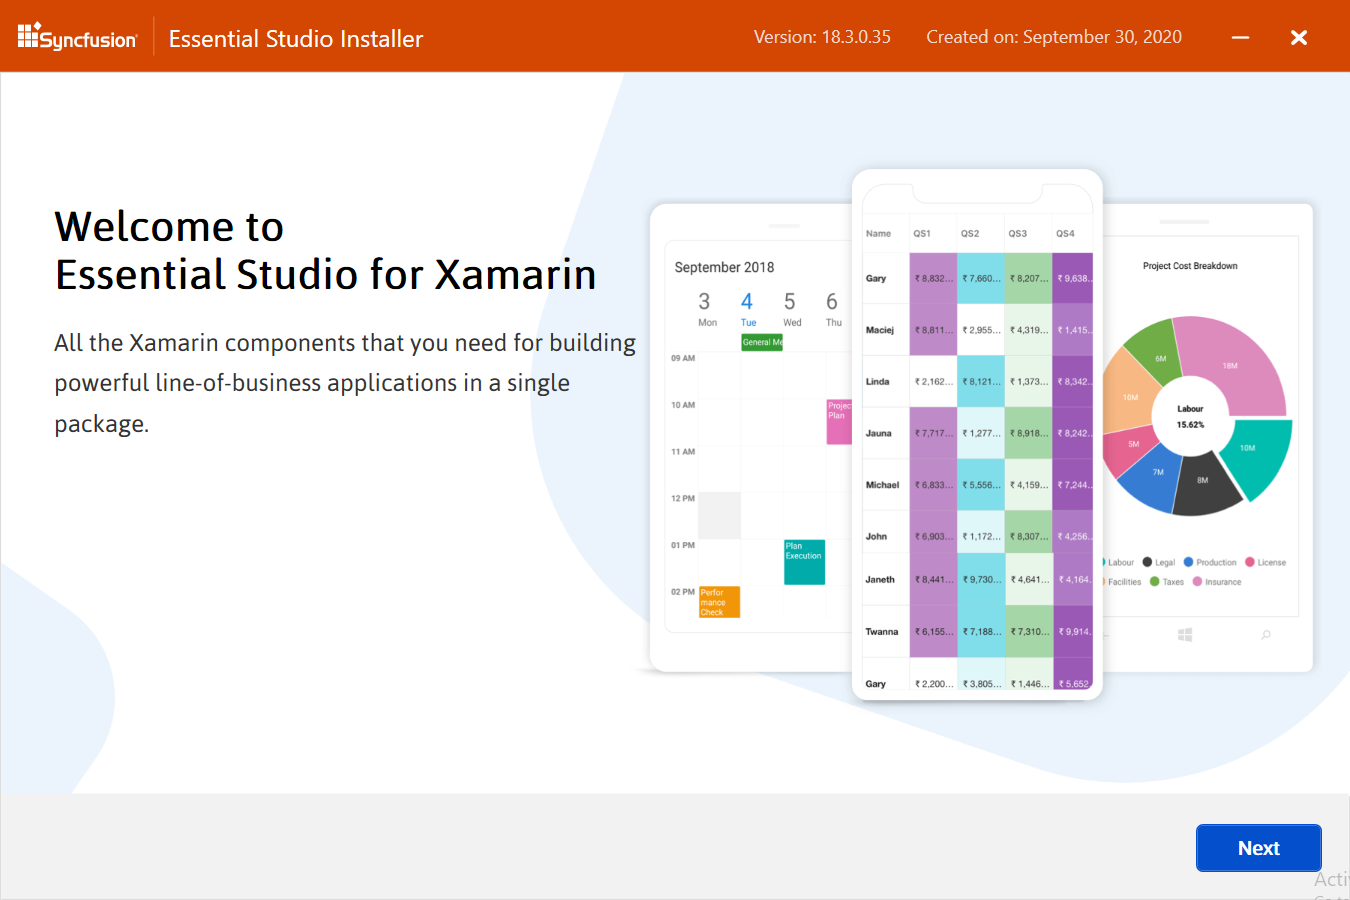 Syncfusion Essential Studio Installer Version: 18.3.0.35 Created on: September 30, 2020
Welcome to
Essential Studio for Xamarin
All the Xamarin components that you need for building
powerful line-of-business applications in a single
package.
September 2018
3 4 5 6
Mon Tue Wed Thu
General Me
09 AM
10 AM
Projec
Plan
11 AM
12 PM
01 PM
Plan
Execution
02 PM
Perfor
mance
Check
Name QS1 QS2 QS3 QS4
Gary ₹ 8,832... ₹ 7,660... ₹ 8,207... ₹ 9,638..
Maciej ₹ 8,811... ₹ 2,955... ₹ 4,319... ₹ 1,415..
Linda ₹ 2,162... ₹ 8,121... ₹ 1,373... ₹ 8,342..
Jauna ₹ 7,717... ₹ 1,277... ₹ 8,918... ₹ 8,242..
Michael ₹ 6,833... ₹ 5,556... ₹ 4,159... ₹ 7,244..
John ₹ 6,903... ₹ 1,172... ₹ 8,307... ₹ 4,256..
Janeth ₹ 8,441... ₹ 9,730... ₹ 4,641... ₹ 4,164.
Twanna ₹ 6,155... ₹ 7,188... ₹ 7,310... ₹ 9,914.
Gary ₹ 2,200... ₹ 3,805... ₹ 1,446... ₹ 5,652
Project Cost Breakdown
6M
18M
10M
Labour
15.62%
5M
10M
7M
8M
Labour Legal Production License
Facilities Taxes Insurance
Next
Acti